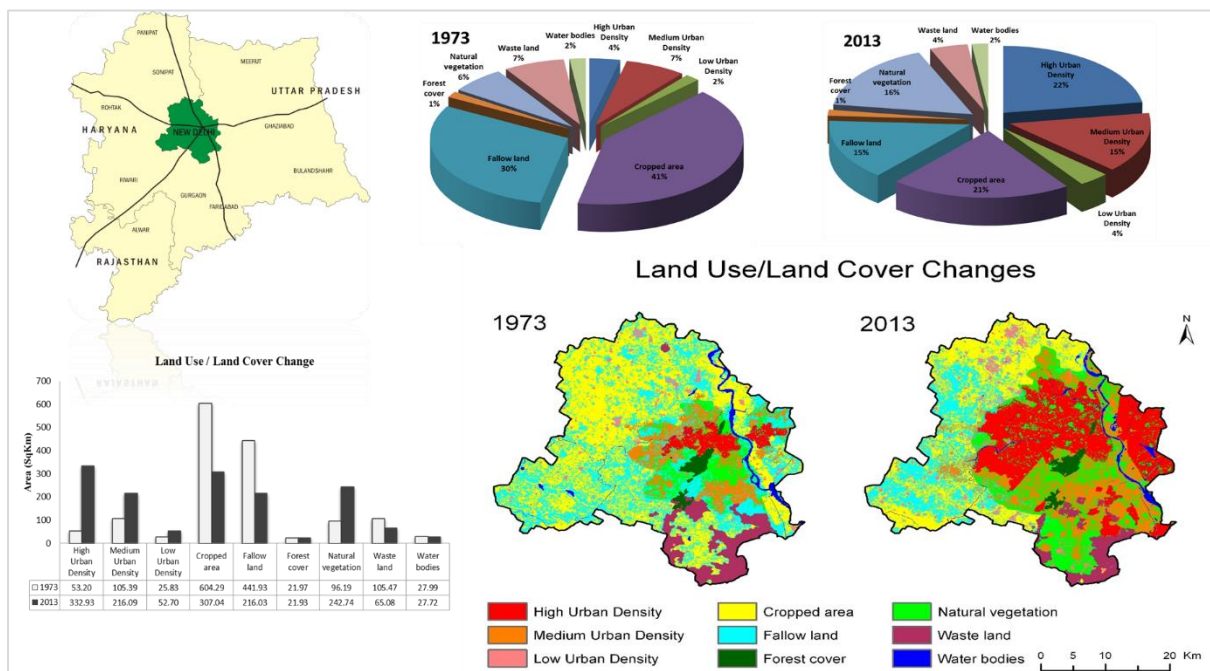 PANIPAT
SONIPAT
MEERUT
UTTAR PRADESH
ROHTAK
HARYANA
NEW DELHI
GHAZIABAD
BULANDSHAHR
GURGAON
FARIDABAD
ALWAR
RAJASTHAN
1973
High Urban
Density
4%
Medium Urban
Density
7%
Low Urban
Density
2%
Cropped area
41%
Fallow land
30%
Forest
cover
1%
Natural
vegetation
6%
Waste land
7%
Water bodies
2%
2013
High Urban
Density
22%
Medium Urban
Density
15%
Low Urban
Density
4%
Cropped area
21%
Fallow land
15%
Forest
cover
1%
Natural
vegetation
16%
Waste land
4%
Water bodies
2%
Land Use / Land Cover Change
Area (SqKm)
700
600
500
400
300
200
100
0
High Urban Density
Medium Urban Density
Low Urban Density
Cropped area
Fallow land
Forest cover
Natural vegetation
Waste land
Water bodies
1973 53.20 105.39 25.83 604.29 441.93 21.97 96.19 105.47 27.99
2013 332.93 216.09 52.70 307.04 216.03 21.93 242.74 65.08 27.72
Land Use/Land Cover Changes
1973
2013
N
High Urban Density
Medium Urban Density
Low Urban Density
Cropped area
Fallow land
Forest cover
Natural vegetation
Waste land
Water bodies
0 5 10 20 Km